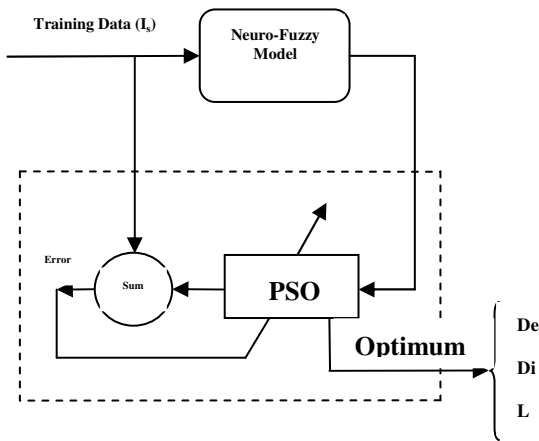 Training Data (Is)
Neuro-Fuzzy
Model
Error
Sum
PSO
Optimum
De
Di
L